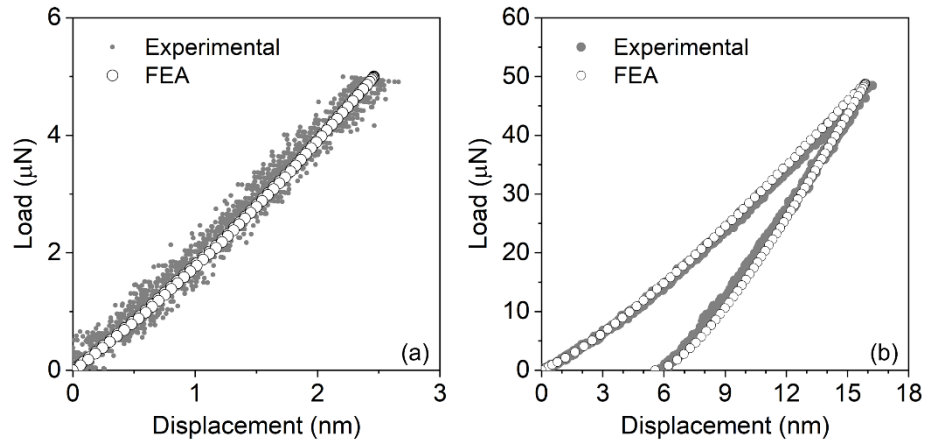 6
4
2
0
Load (μN)
Experimental
FEA
(a)
0 1 2 3
Displacement (nm)
60
50
40
30
20
10
0
Load (μN)
Experimental
FEA
(b)
0 3 6 9 12 15 18
Displacement (nm)